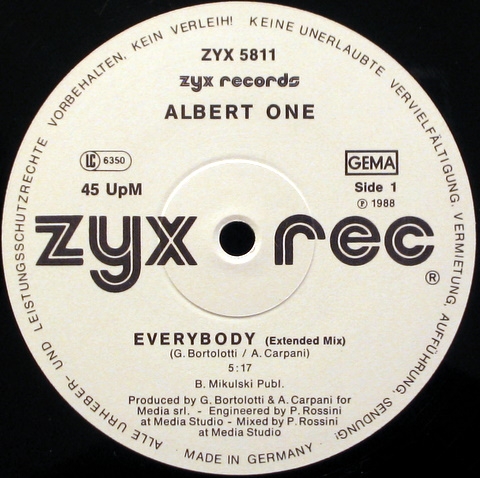 ALLE URHEBER- UND LEISTUNGSSCHUTZRECHTE VORBEHALTEN. KEIN VERLEIH! KEINE UNERLAUBTE VERVIELFÄLTIGUNG, VERMIETUNG, AUFFÜHRUNG, SENDUNG!
ZYX 5811
zyx records
ALBERT ONE
LC 6350
GEMA
45 UpM
Side 1
℗ 1988
zyx rec ®
EVERYBODY (Extended Mix)
(G. Bortolotti / A. Carpani)
5:17
B. Mikulski Publ.
Produced by G. Bortolotti & A. Carpani for
Media srl. - Engineered by P. Rossini
at Media Studio - Mixed by P. Rossini
at Media Studio
MADE IN GERMANY